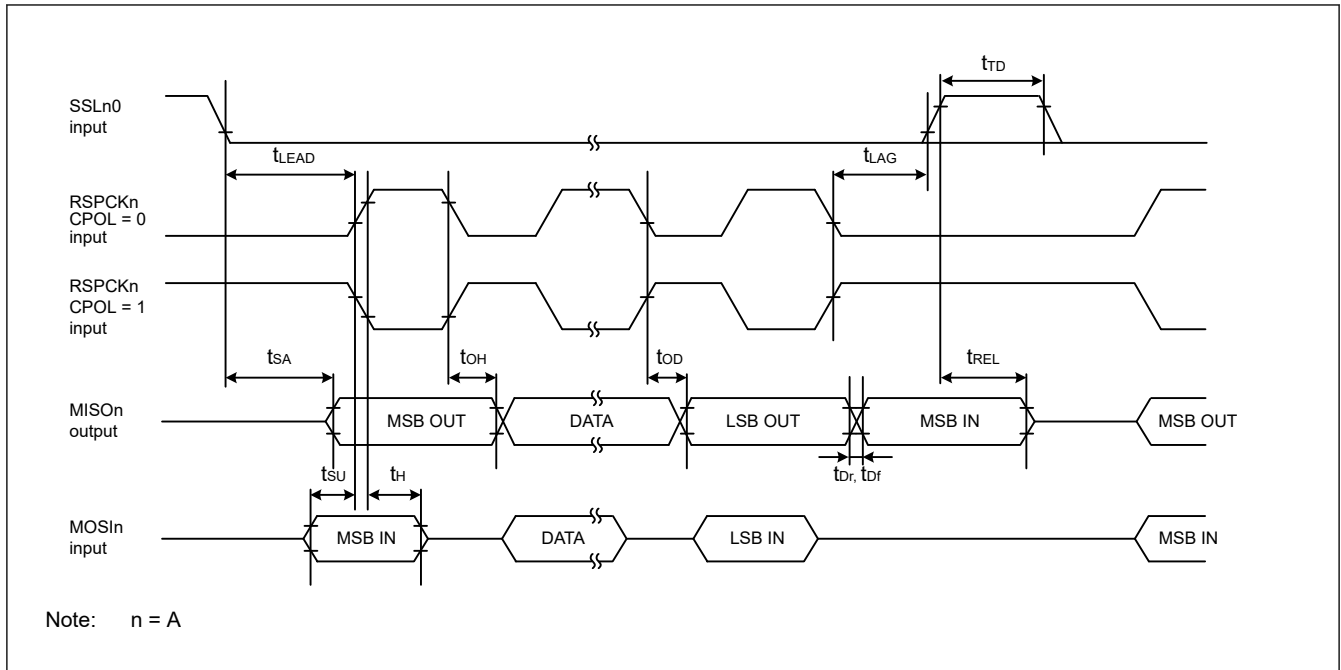 tTD
SSLn0
input
tLEAD
tLAG
RSPCKn
CPOL = 0
input
RSPCKn
CPOL = 1
input
tSA
tOH
tOD
tREL
MISOn
output
MSB OUT
DATA
LSB OUT
MSB IN
MSB OUT
tSU
tH
tDr, tDf
MOSIn
input
MSB IN
DATA
LSB IN
MSB IN
Note: n = A